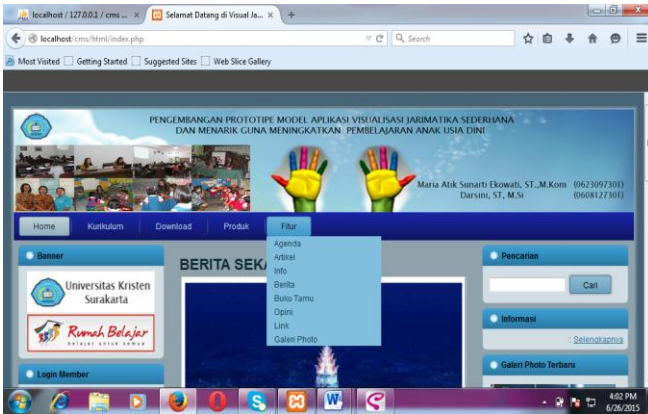 localhost / 127.0.0.1 / cms ...
Selamat Datang di Visual Ja...
localhost/cms/html/index.php
Search
Most Visited
Getting Started
Suggested Sites
Web Slice Gallery
PENGEMBANGAN PROTOTIPE MODEL APLIKASI VISUALISASI JARIMATIKA SEDERHANA
DAN MENARIK GUNA MENINGKATKAN PEMBELAJARAN ANAK USIA DINI
Maria Atik Sunarti Ekowati, ST.,M.Kom (0623097301)
Darsini, ST, M.Si (0608127301)
Home
Kurikulum
Download
Produk
Fitur
Agenda
Artikel
Info
Berita
Buku Tamu
Opini
Link
Galeri Photo
Banner
Universitas Kristen
Surakarta
Rumah Belajar
belajar untuk semua
Login Member
BERITA SEKA
Pencarian
Cari
Informasi
: Selengkapnya
Galeri Photo Terbaru
4:02 PM
6/26/2015